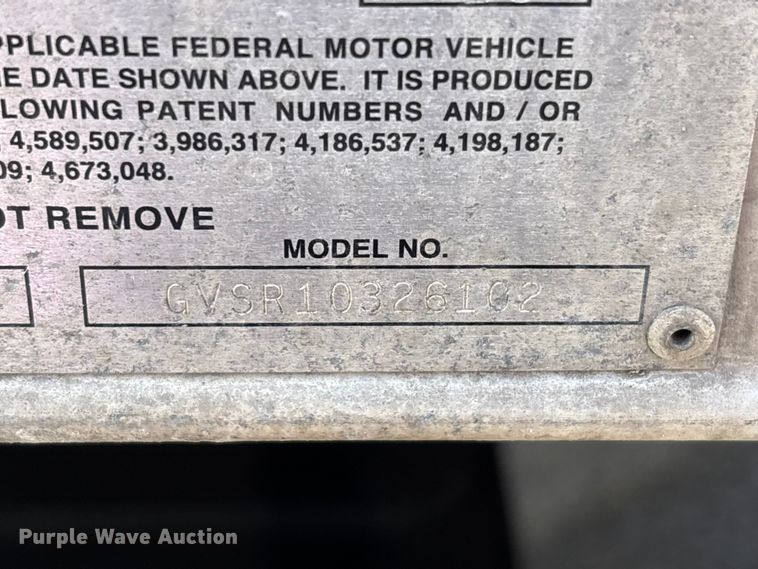 PPLICABLE FEDERAL MOTOR VEHICLE
E DATE SHOWN ABOVE. IT IS PRODUCED
LOWING PATENT NUMBERS AND / OR
4,589,507; 3,986,317; 4,186,537; 4,198,187;
09; 4,673,048.
OT REMOVE
MODEL NO.
GVSR10326102
Purple Wave Auction